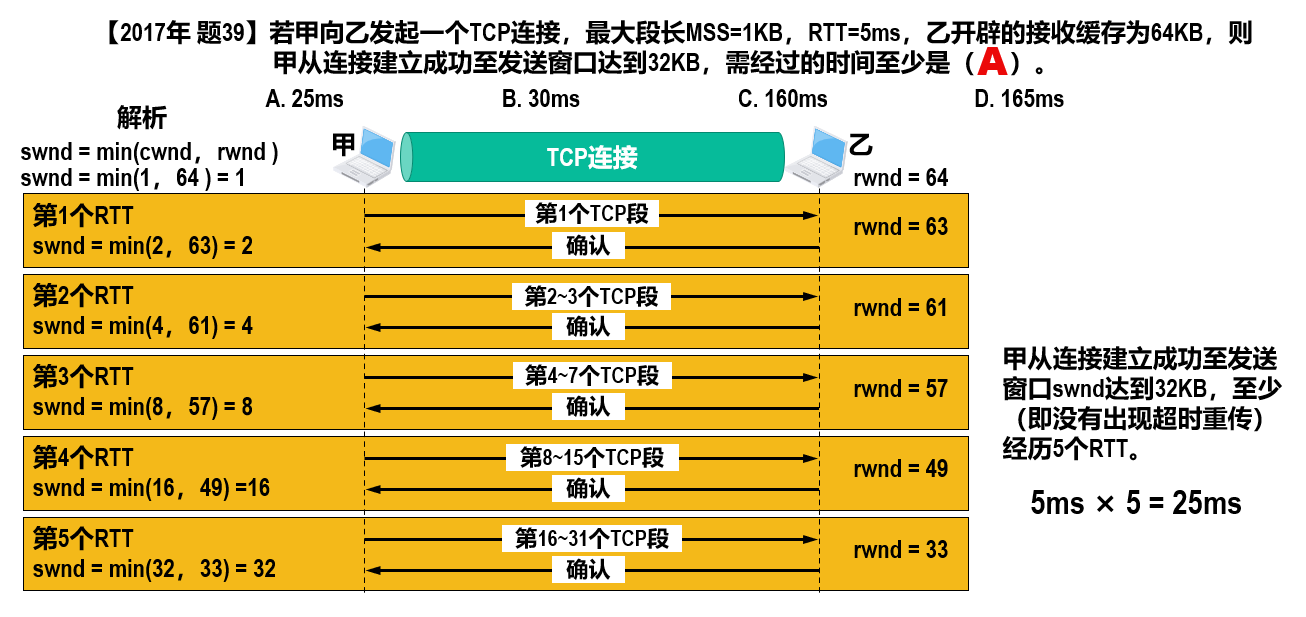 【2017年 题39】若甲向乙发起一个TCP连接，最大段长MSS=1KB，RTT=5ms，乙开辟的接收缓存为64KB，则
甲从连接建立成功至发送窗口达到32KB，需经过的时间至少是（A）。
A. 25ms B. 30ms C. 160ms D. 165ms
解析
swnd = min(cwnd，rwnd )
swnd = min(1，64 ) = 1
甲
TCP连接
乙
rwnd = 64
第1个RTT
swnd = min(2，63) = 2
第1个TCP段
确认
rwnd = 63
第2个RTT
swnd = min(4，61) = 4
第2~3个TCP段
确认
rwnd = 61
第3个RTT
swnd = min(8，57) = 8
第4~7个TCP段
确认
rwnd = 57
第4个RTT
swnd = min(16，49) =16
第8~15个TCP段
确认
rwnd = 49
第5个RTT
swnd = min(32，33) = 32
第16~31个TCP段
确认
rwnd = 33
甲从连接建立成功至发送
窗口swnd达到32KB，至少
（即没有出现超时重传）
经历5个RTT。
5ms × 5 = 25ms